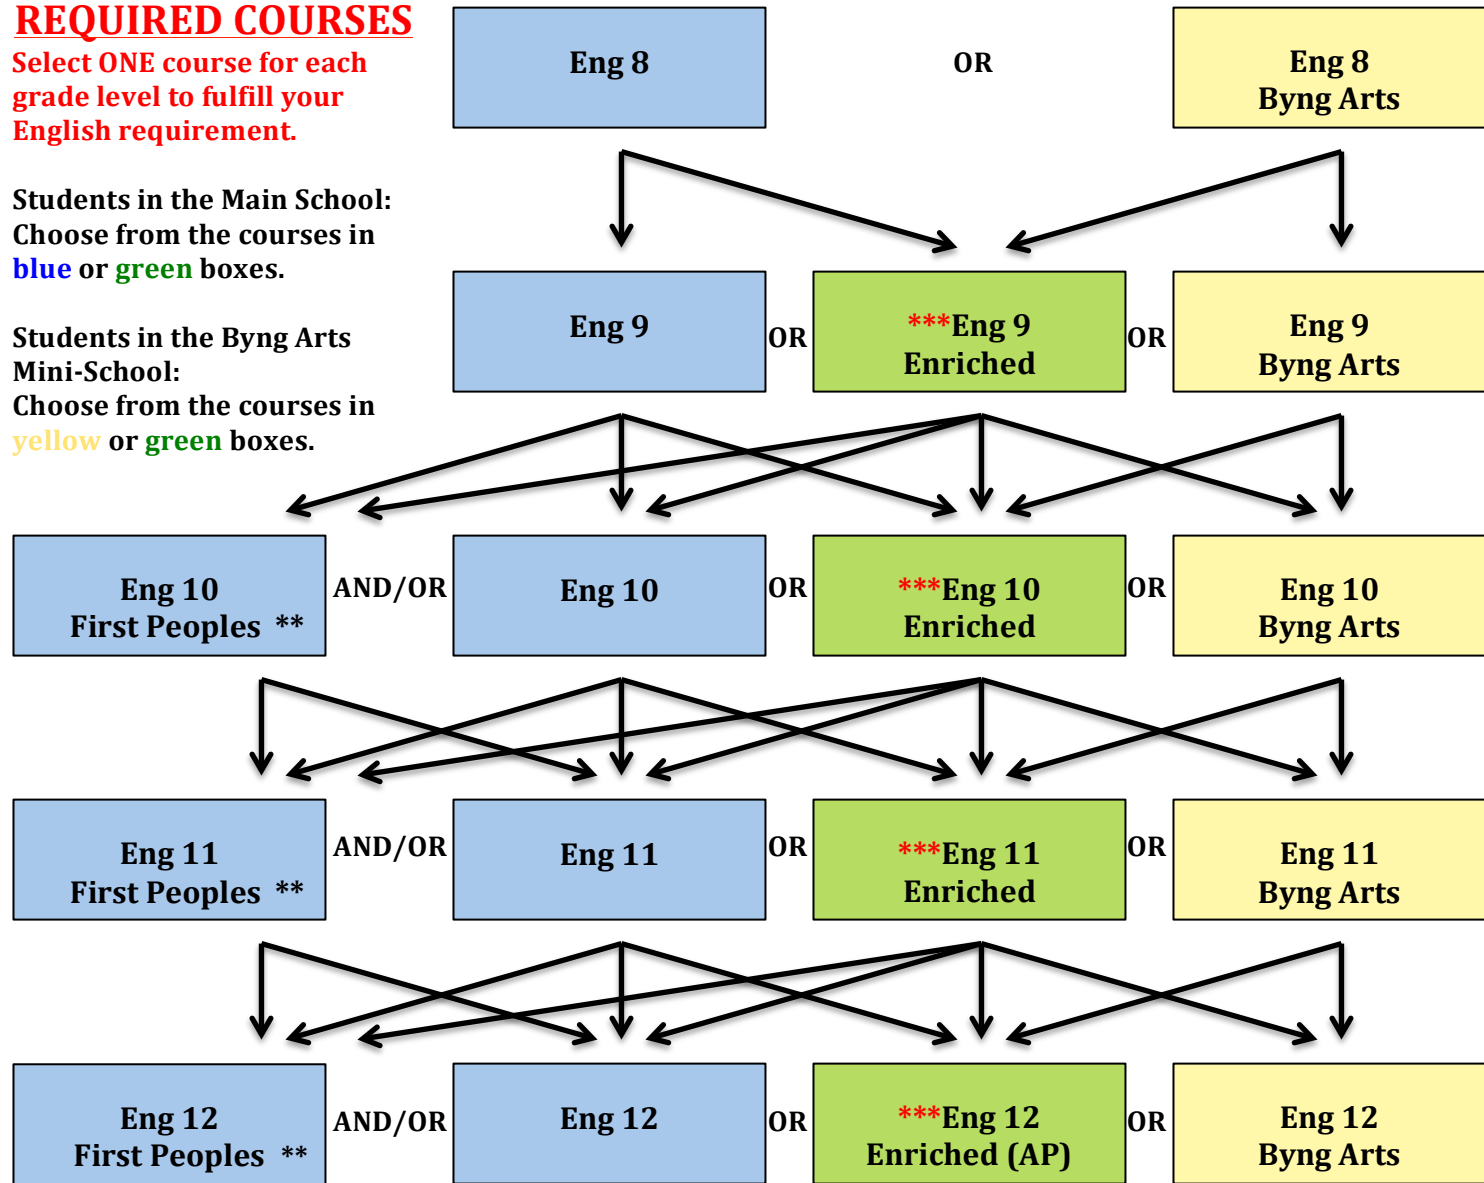 REQUIRED COURSES
Select ONE course for each
grade level to fulfill your
English requirement.
Students in the Main School:
Choose from the courses in
blue or green boxes.
Students in the Byng Arts
Mini-School:
Choose from the courses in
yellow or green boxes.
Eng 8
OR
Eng 8
Byng Arts
Eng 9
OR
***Eng 9
Enriched
OR
Eng 9
Byng Arts
Eng 10
First Peoples **
AND/OR
Eng 10
OR
***Eng 10
Enriched
OR
Eng 10
Byng Arts
Eng 11
First Peoples **
AND/OR
Eng 11
OR
***Eng 11
Enriched
OR
Eng 11
Byng Arts
Eng 12
First Peoples **
AND/OR
Eng 12
OR
***Eng 12
Enriched (AP)
OR
Eng 12
Byng Arts